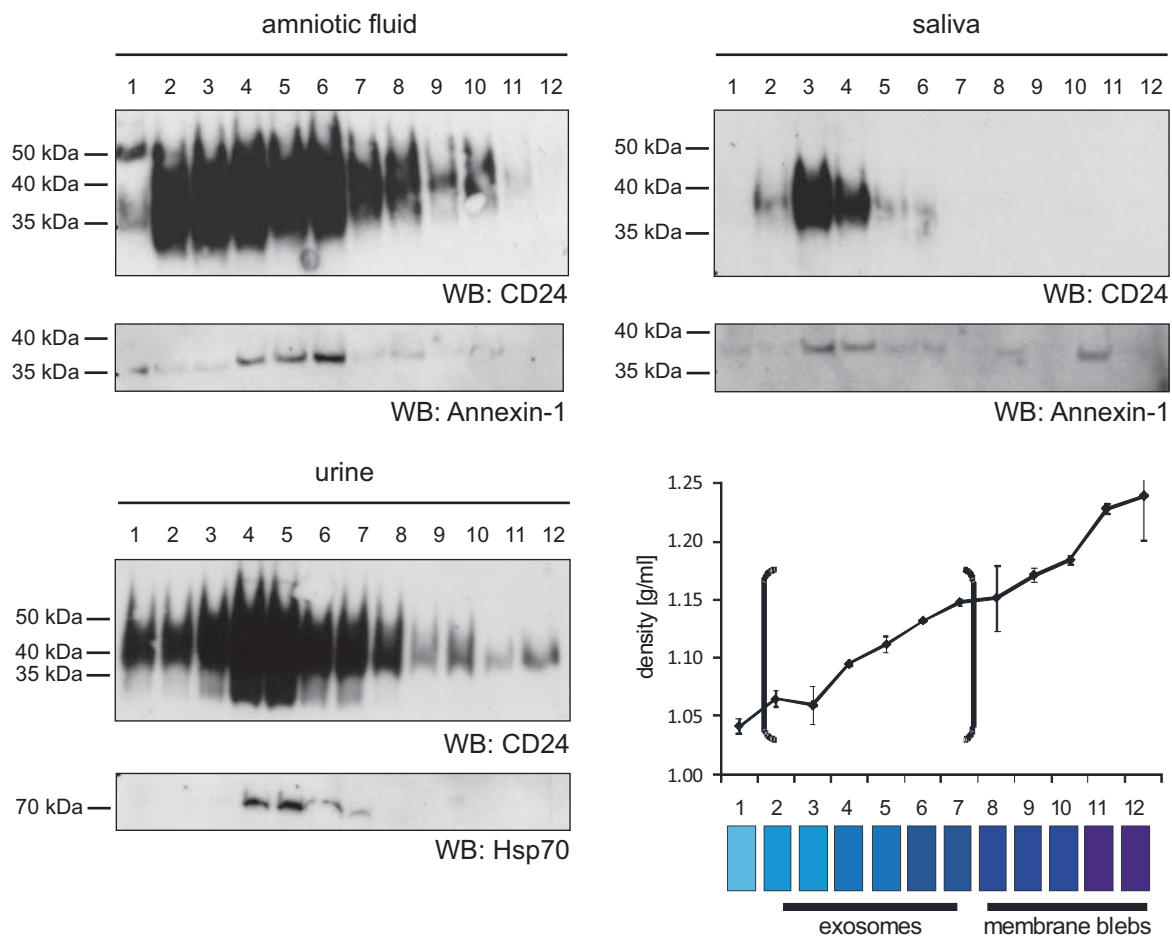 amniotic fluid
1 2 3 4 5 6 7 8 9 10 11 12
50 kDa
40 kDa
35 kDa
WB: CD24
40 kDa
35 kDa
WB: Annexin-1
saliva
1 2 3 4 5 6 7 8 9 10 11 12
50 kDa
40 kDa
35 kDa
WB: CD24
40 kDa
35 kDa
WB: Annexin-1
urine
1 2 3 4 5 6 7 8 9 10 11 12
50 kDa
40 kDa
35 kDa
WB: CD24
70 kDa
WB: Hsp70
density [g/ml]
1.25
1.20
1.15
1.10
1.05
1.00
1 2 3 4 5 6 7 8 9 10 11 12
exosomes membrane blebs